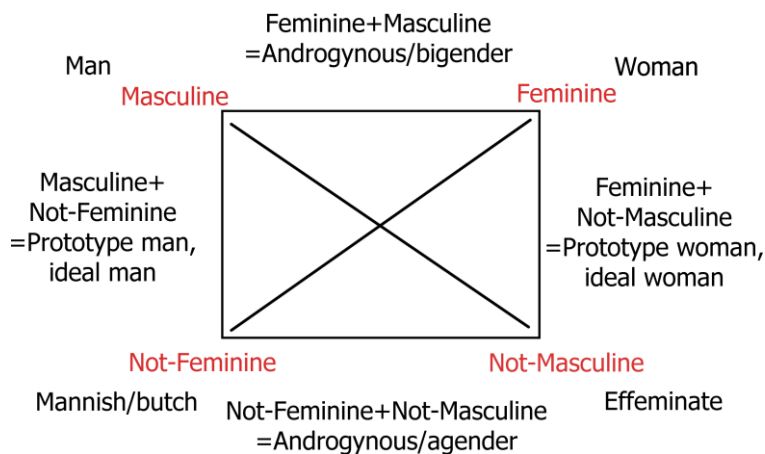 Feminine+Masculine
=Androgynous/bigender
Man
Woman
Masculine
Feminine
Masculine+
Not-Feminine
=Prototype man,
ideal man
Feminine+
Not-Masculine
=Prototype woman,
ideal woman
Not-Feminine
Not-Masculine
Mannish/butch
Effeminate
Not-Feminine+Not-Masculine
=Androgynous/agender